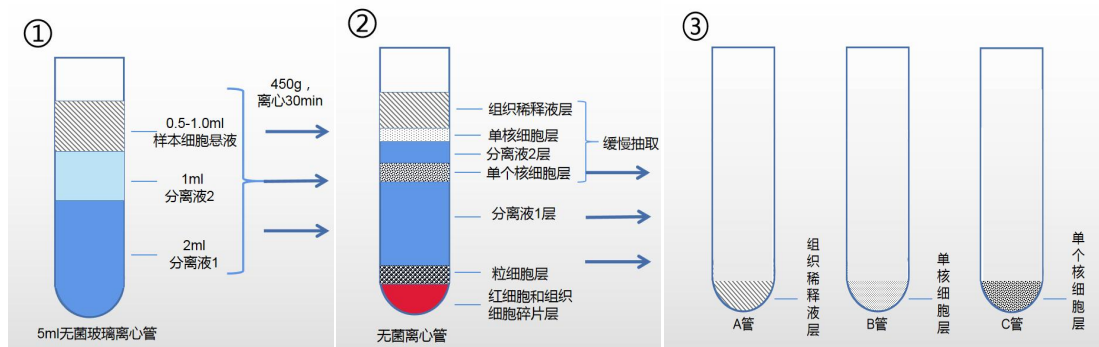 ①
450g，
离心30min
0.5-1.0ml
样本细胞悬液
1ml
分离液2
2ml
分离液1
5ml无菌玻璃离心管
②
组织稀释液层
单核细胞层
分离液2层
单个核细胞层
缓慢抽取
分离液1层
粒细胞层
红细胞和组织
细胞碎片层
无菌离心管
③
组织稀释液层
A管
单核细胞层
B管
单个核细胞层
C管